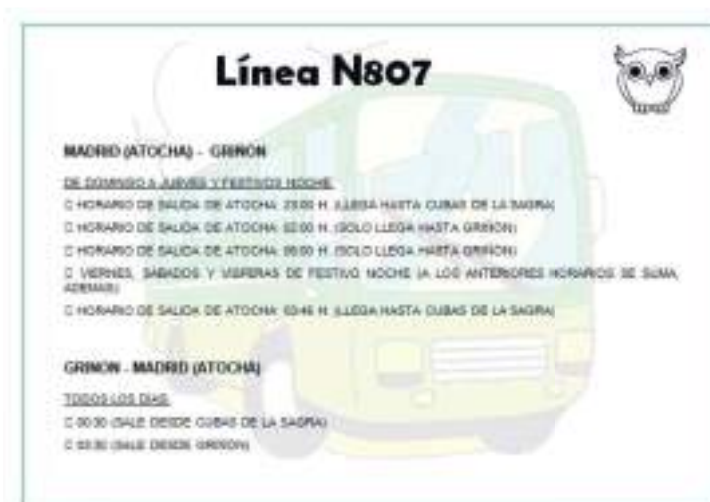 Línea N807
MADRID (ATOCHA) - GRIÑON
DE DOMINGO A JUEVES Y FESTIVOS NOCHE:
HORARIO DE SALIDA DE ATOCHA: H. (LLEGA HASTA CUBAS DE LA SAGRA)
HORARIO DE SALIDA DE ATOCHA: 02:00 H. (SOLO LLEGA HASTA GRIÑON)
HORARIO DE SALIDA DE ATOCHA: H. (SOLO LLEGA HASTA GRIÑON)
VIERNES, SABADOS Y VISPERAS DE FESTIVO NOCHE (A LOS ANTERIORES HORARIOS SE SUMA,
ADEMAS)
HORARIO DE SALIDA DE ATOCHA: H. (LLEGA HASTA CUBAS DE LA SAGRA)
GRIÑON - MADRID (ATOCHA)
TODOS LOS DIAS:
00:30 (SALE DESDE CUBAS DE LA SAGRA)
03:30 (SALE DESDE GRIÑON)